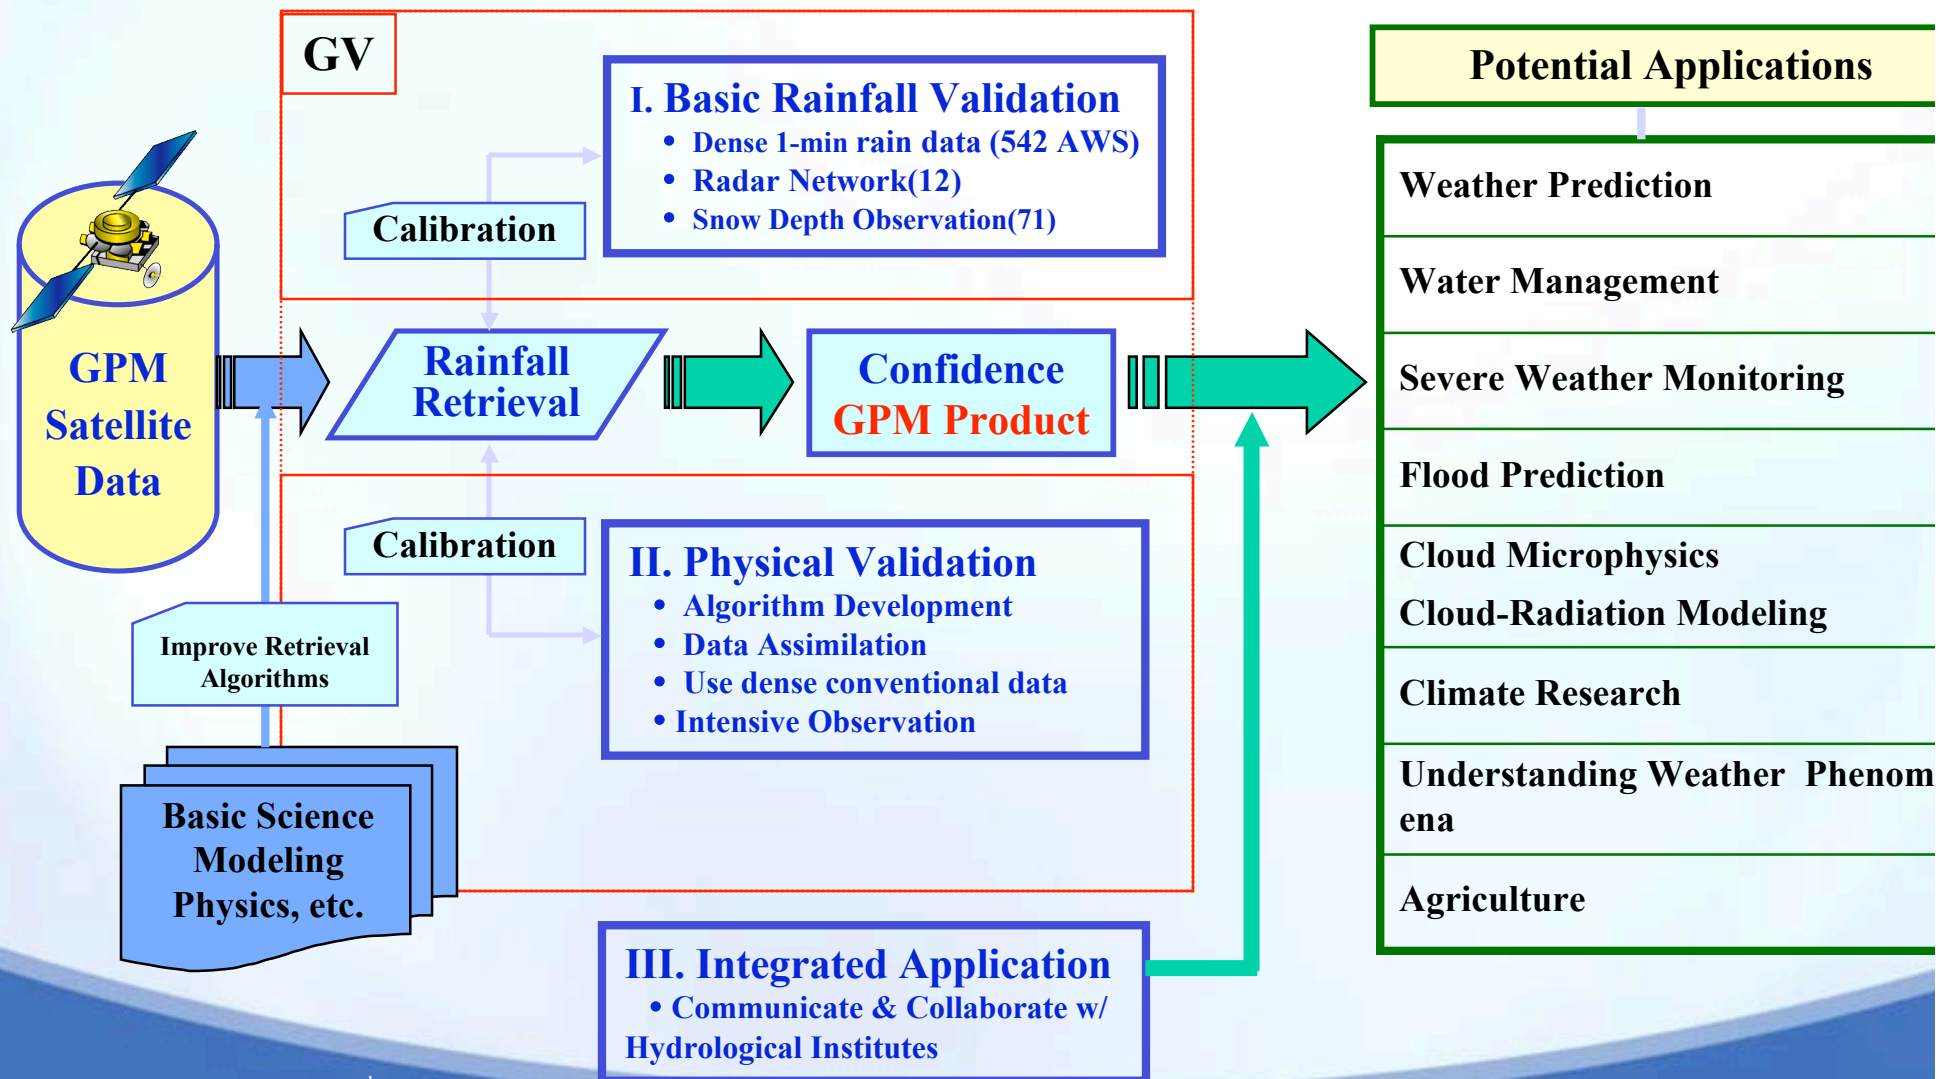 GV
I. Basic Rainfall Validation
• Dense 1-min rain data (542 AWS)
• Radar Network(12)
• Snow Depth Observation(71)
Calibration
GPM
Satellite
Data
Rainfall
Retrieval
Confidence
GPM Product
Calibration
II. Physical Validation
• Algorithm Development
• Data Assimilation
• Use dense conventional data
• Intensive Observation
Improve Retrieval
Algorithms
Basic Science
Modeling
Physics, etc.
III. Integrated Application
• Communicate & Collaborate w/
Hydrological Institutes
Potential Applications
Weather Prediction
Water Management
Severe Weather Monitoring
Flood Prediction
Cloud Microphysics
Cloud-Radiation Modeling
Climate Research
Understanding Weather Phenom
ena
Agriculture